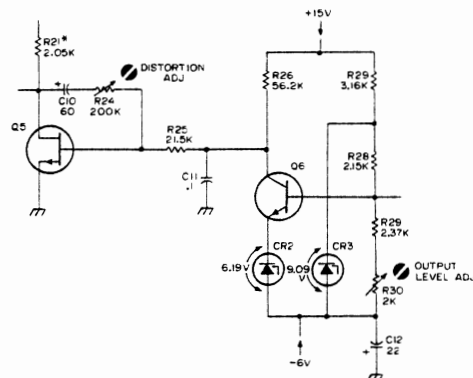 +15V
R21*
2.05K
DISTORTION
ADJ
+
C10
60
R24
200K
R26
56.2K
R29
3.16K
Q5
R25
21.5K
Q6
R28
2.15K
C11
.1
R29
2.37K
CR2
CR3
6.19V
9.09
V
OUTPUT
LEVEL ADJ
R30
2K
-6V
+
C12
22